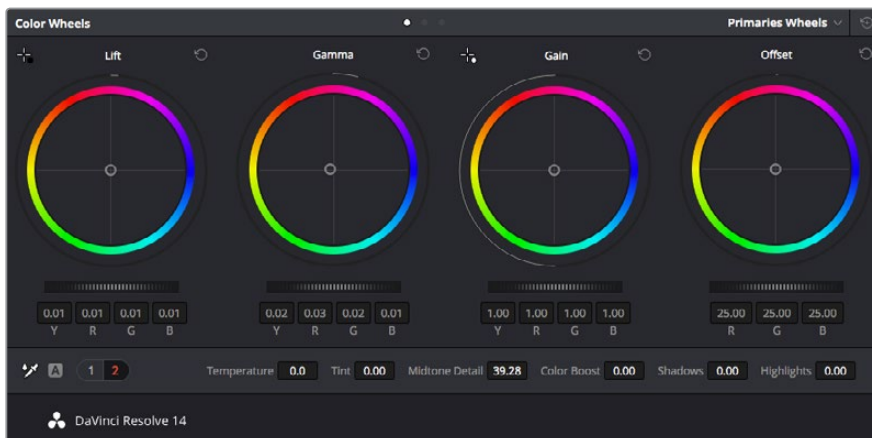 Color Wheels Primaries Wheels
Lift Gamma Gain Offset
0.01 0.01 0.01 0.01 0.02 0.03 0.02 0.01 1.00 1.00 1.00 1.00 25.00 25.00 25.00
Y R G B Y R G B Y R G B R G B
A 1 2 Temperature 0.0 Tint 0.00 Midtone Detail 39.28 Color Boost 0.00 Shadows 0.00 Highlights 0.00
DaVinci Resolve 14